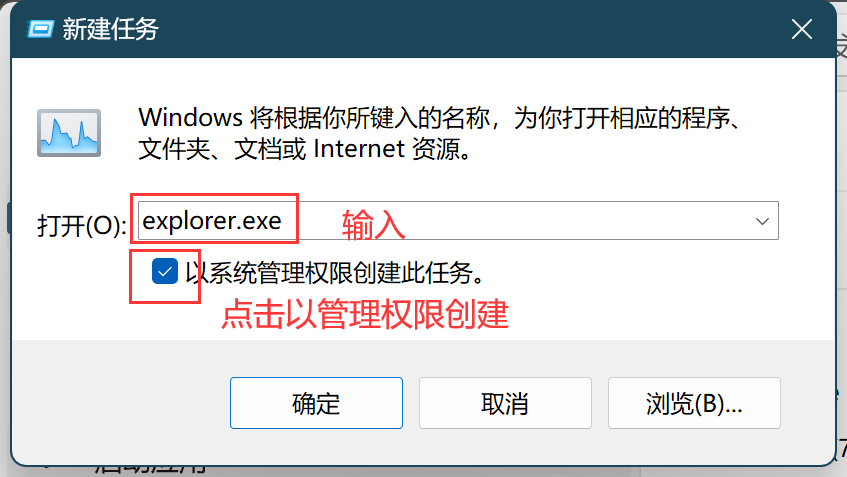 新建任务
Windows 将根据你所键入的名称，为你打开相应的程序、
文件夹、文档或 Internet 资源。
打开(O): explorer.exe 输入
以系统管理权限创建此任务。
点击以管理权限创建
确定 取消 浏览(B)...